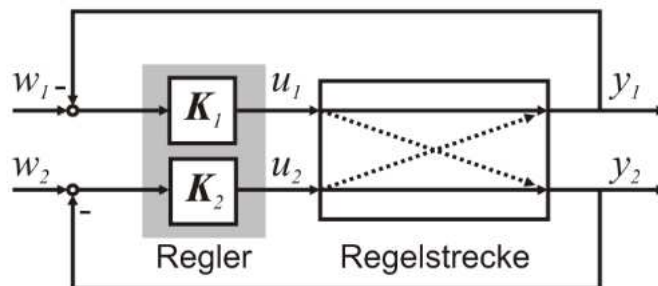 w1 - K1 u1 y1
w2 - K2 u2 y2
Regler Regelstrecke